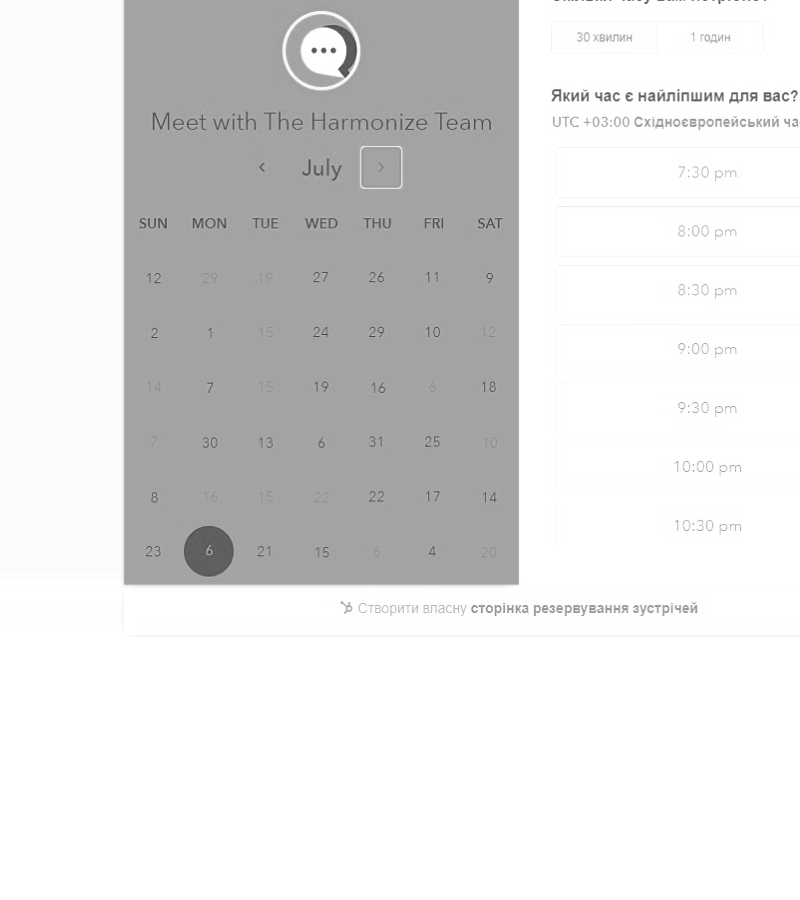 Meet with The Harmonize Team
July
SUN MON TUE WED THU FRI SAT
12 29 19 27 26 11 9
2 1 15 24 29 10 12
14 7 15 19 16 6 18
7 30 13 6 31 25 10
8 16 15 22 22 17 14
23 6 21 15 6 4 20
30 хвилин 1 годин
Який час є найліпшим для вас?
UTC +03:00 Східноєвропейський
7:30 pm
8:00 pm
8:30 pm
9:00 pm
9:30 pm
10:00 pm
10:30 pm
Створити власну сторінка резервування зустрічей